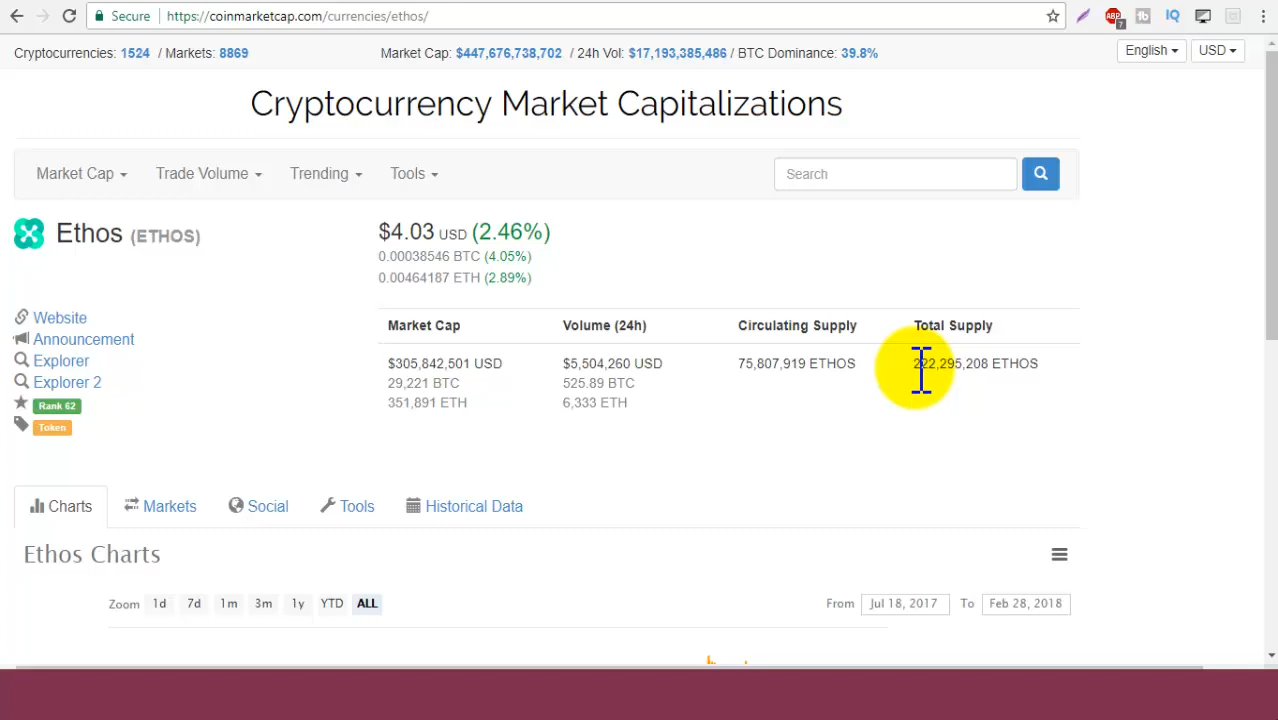 Secure https://coinmarketcap.com/currencies/ethos/
ABP 7 tb IQ
Cryptocurrencies: 1524 / Markets: 8869 Market Cap: $447,676,738,702 / 24h Vol: $17,193,385,486 / BTC Dominance: 39.8% English USD
Cryptocurrency Market Capitalizations
Market Cap Trade Volume Trending Tools Search
Ethos (ETHOS) $4.03 USD (2.46%)
0.00038546 BTC (4.05%)
0.00464187 ETH (2.89%)
Website
Announcement
Explorer
Explorer 2
Rank 62
Token
Market Cap Volume (24h) Circulating Supply Total Supply
$305,842,501 USD $5,504,260 USD 75,807,919 ETHOS 222,295,208 ETHOS
29,221 BTC 525.89 BTC
351,891 ETH 6,333 ETH
Charts Markets Social Tools Historical Data
Ethos Charts
Zoom 1d 7d 1m 3m 1y YTD ALL From Jul 18, 2017 To Feb 28, 2018